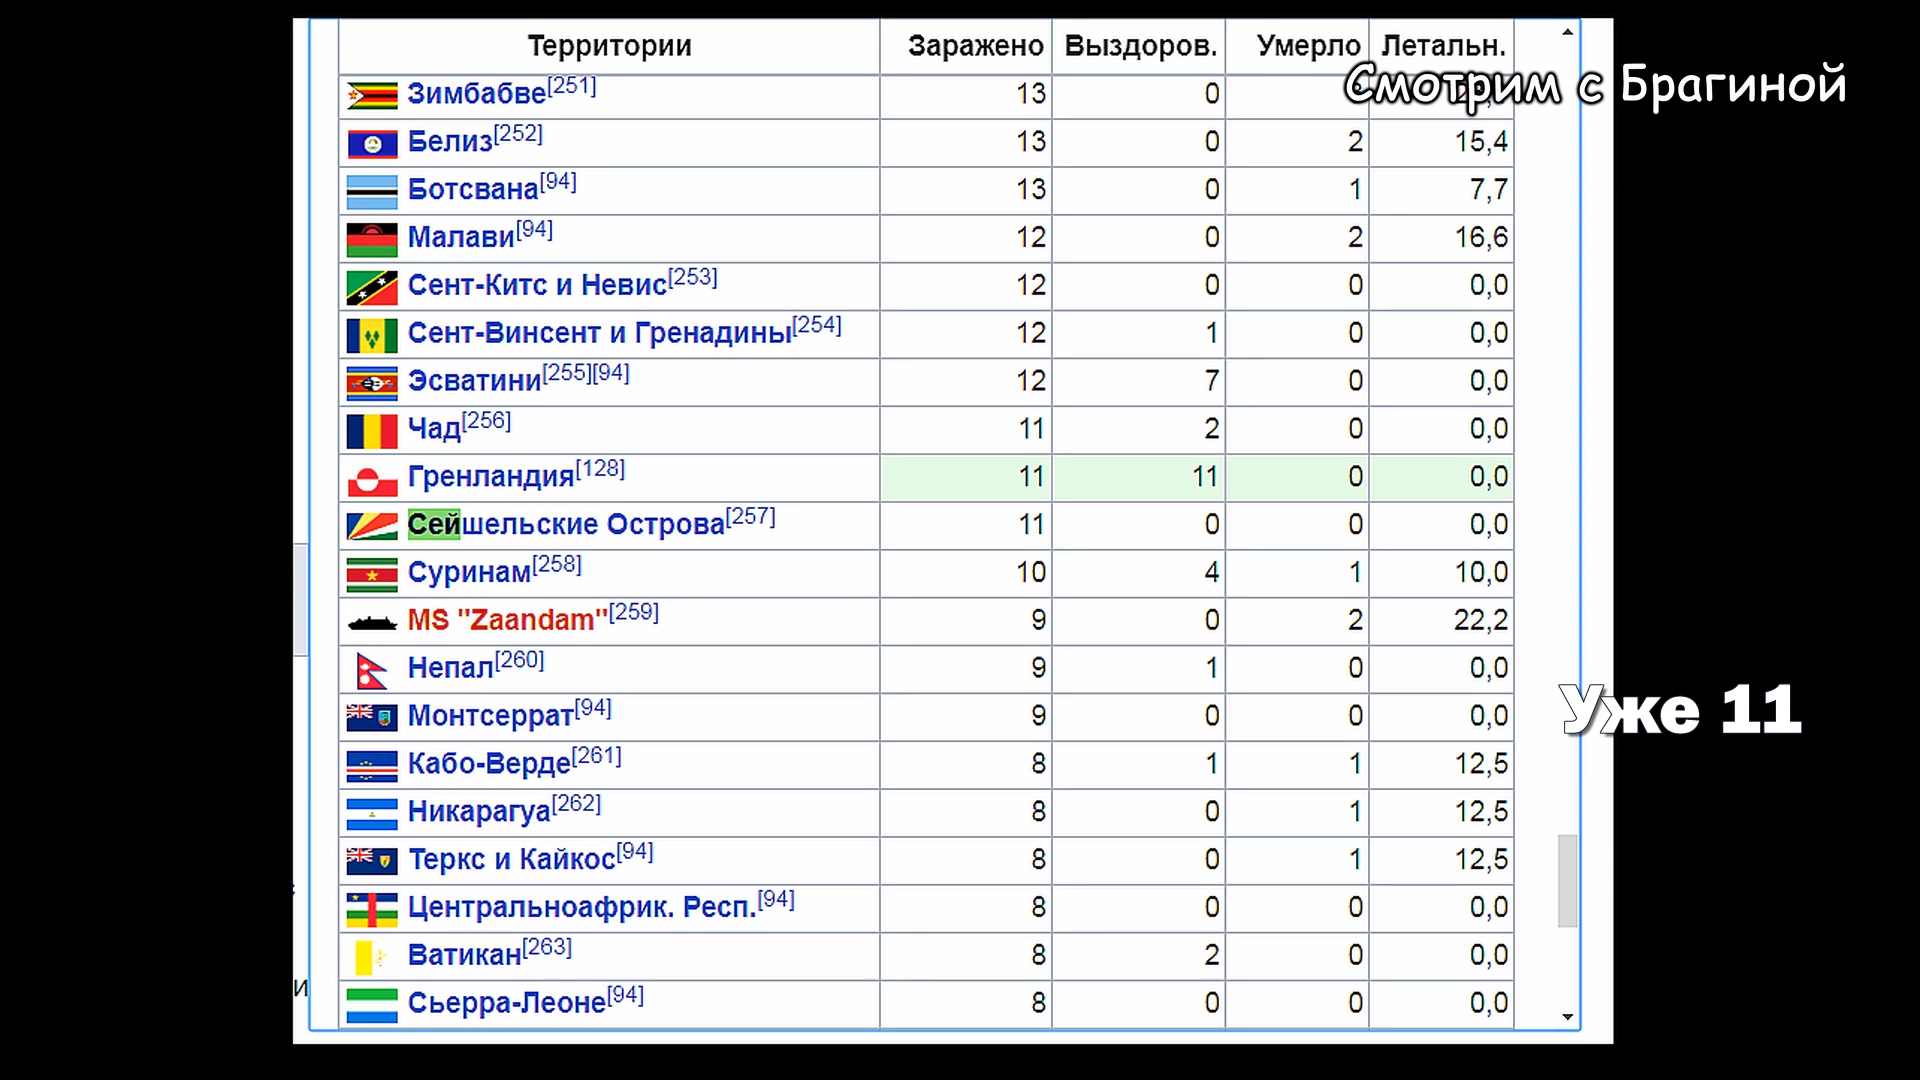 Территории Заражено Выздоров. Умерло Летальн.
Смотрим с Брагиной
Зимбабве[251] 13 0
Белиз[252] 13 0 2 15,4
Ботсвана[94] 13 0 1 7,7
Малави[94] 12 0 2 16,6
Сент-Китс и Невис[253] 12 0 0 0,0
Сент-Винсент и Гренадины[254] 12 1 0 0,0
Эсватини[255][94] 12 7 0 0,0
Чад[256] 11 2 0 0,0
Гренландия[128] 11 11 0 0,0
Сейшельские Острова[257] 11 0 0 0,0
Суринам[258] 10 4 1 10,0
MS "Zaandam"[259] 9 0 2 22,2
Непал[260] 9 1 0 0,0
Монтсеррат[94] 9 0 0 0,0
Уже 11
Кабо-Верде[261] 8 1 1 12,5
Никарагуа[262] 8 0 1 12,5
Теркс и Кайкос[94] 8 0 1 12,5
Центральноафрик. Респ.[94] 8 0 0 0,0
Ватикан[263] 8 2 0 0,0
и
Сьерра-Леоне[94] 8 0 0 0,0